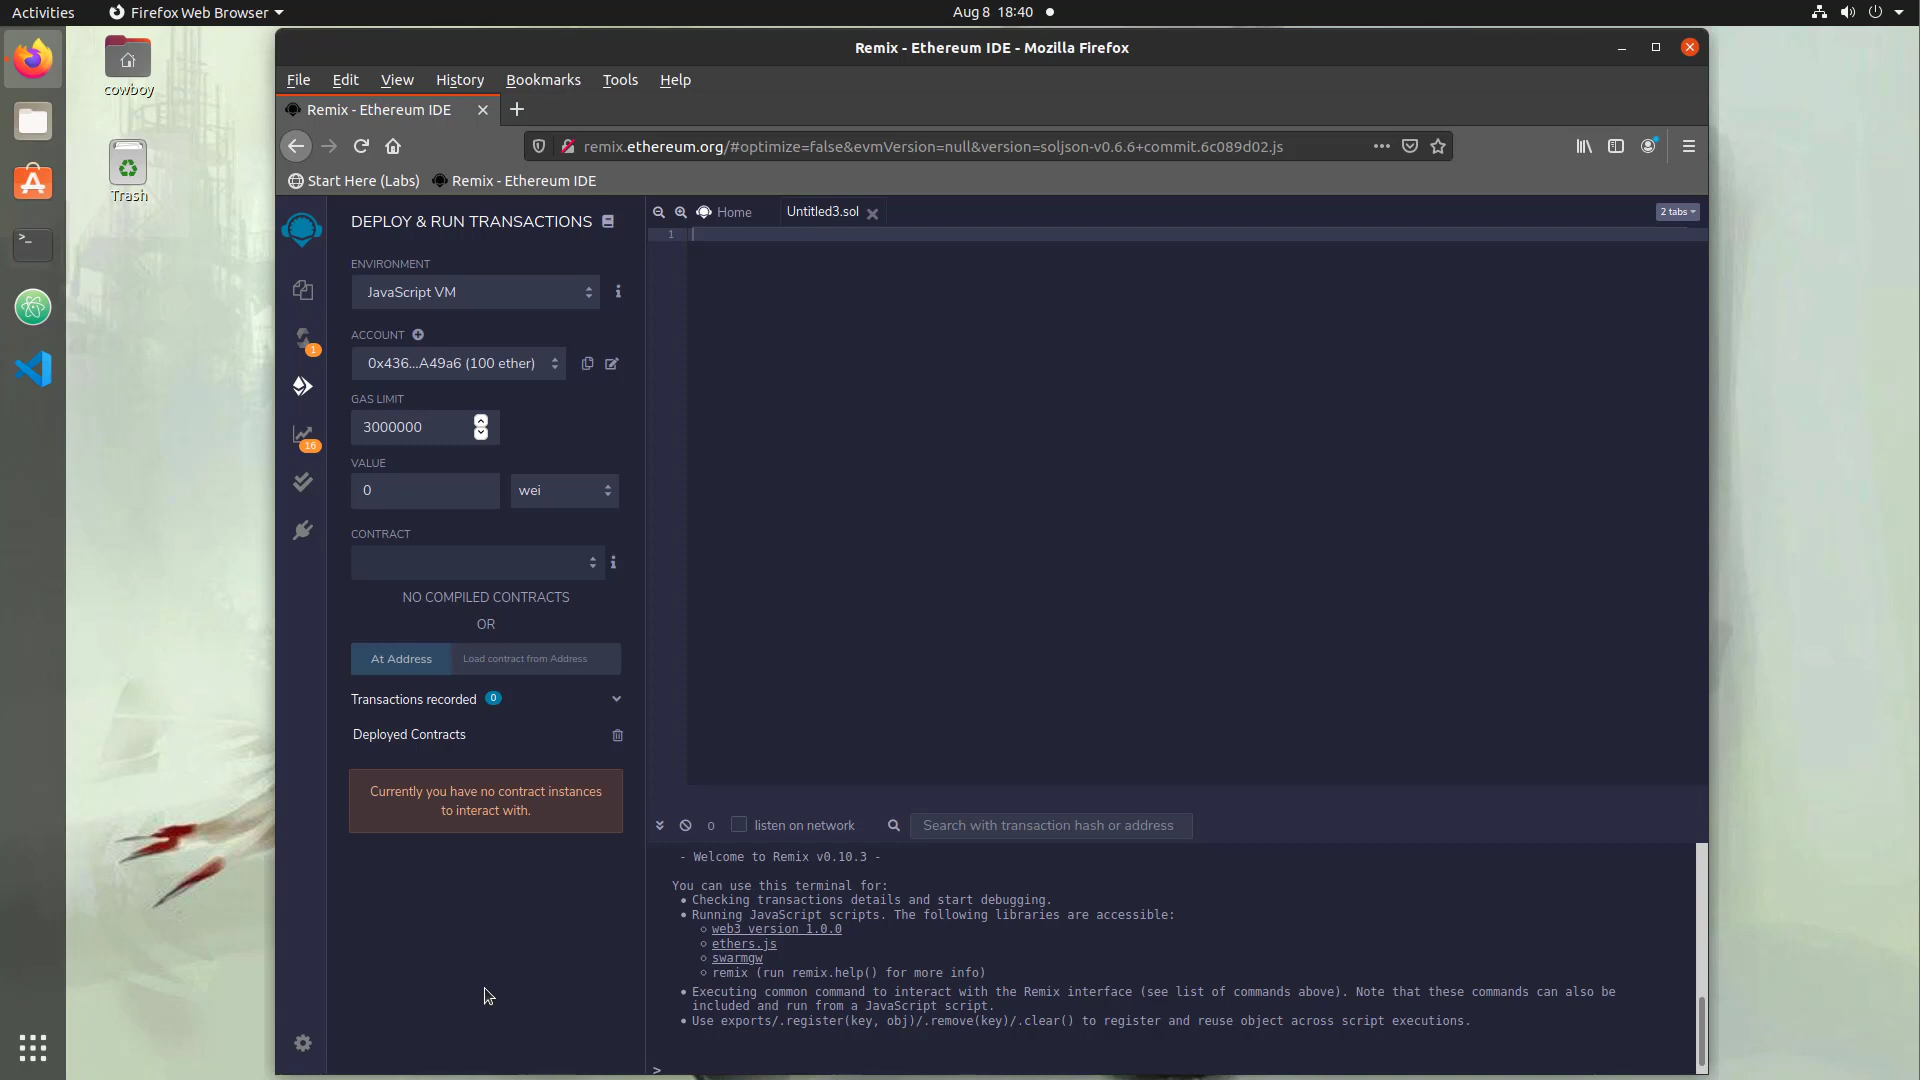 Activities
Firefox Web Browser
Aug 8 18:40
cowboy
Trash
Remix - Ethereum IDE - Mozilla Firefox
File Edit View History Bookmarks Tools Help
Remix - Ethereum IDE
remix.ethereum.org/#optimize=false&evmVersion=null&version=soljson-v0.6.6+commit.6c089d02.js
Start Here (Labs)
Remix - Ethereum IDE
1
16
DEPLOY & RUN TRANSACTIONS
ENVIRONMENT
JavaScript VM
ACCOUNT
0x436...A49a6 (100 ether)
GAS LIMIT
3000000
VALUE
0
wei
CONTRACT
NO COMPILED CONTRACTS
OR
At Address
Load contract from Address
Transactions recorded 0
Deployed Contracts
Currently you have no contract instances
to interact with.
Home
Untitled3.sol
2 tabs
1
0
listen on network
Search with transaction hash or address
- Welcome to Remix v0.10.3 -
You can use this terminal for:
• Checking transactions details and start debugging.
• Running JavaScript scripts. The following libraries are accessible:
○ web3 version 1.0.0
○ ethers.js
○ swarmgw
○ remix (run remix.help() for more info)
• Executing common command to interact with the Remix interface (see list of commands above). Note that these commands can also be
included and run from a JavaScript script.
• Use exports/.register(key, obj)/.remove(key)/.clear() to register and reuse object across script executions.
>